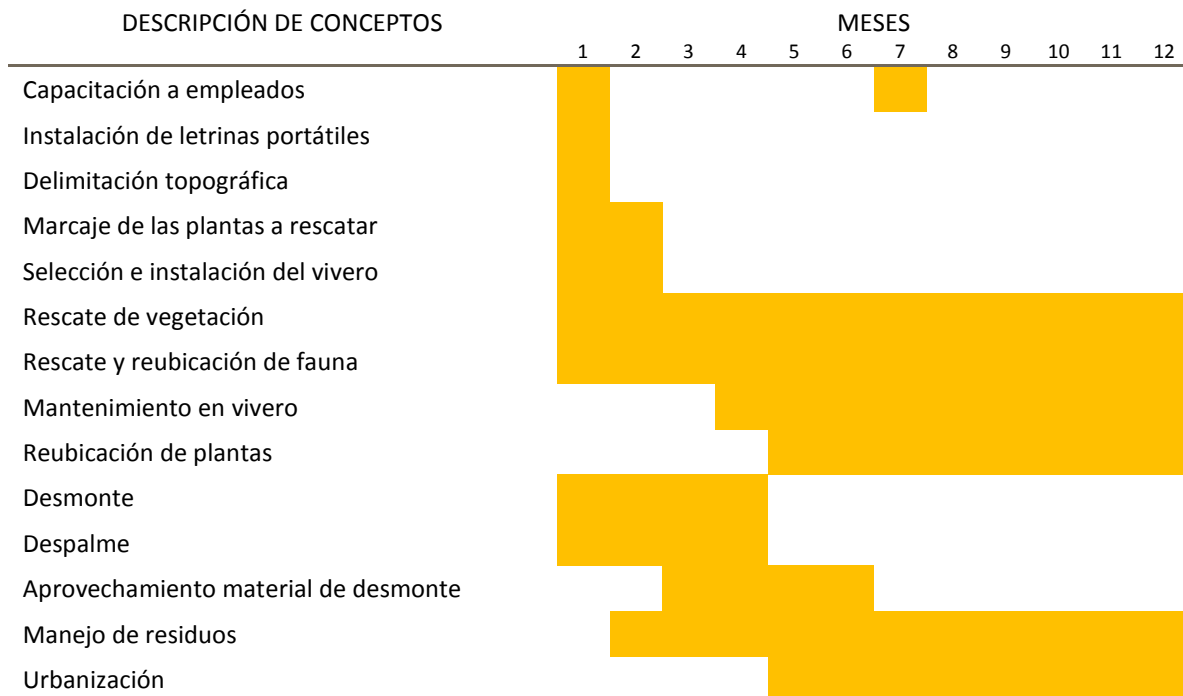 DESCRIPCIÓN DE CONCEPTOS MESES
1 2 3 4 5 6 7 8 9 10 11 12
Capacitación a empleados
Instalación de letrinas portátiles
Delimitación topográfica
Marcaje de las plantas a rescatar
Selección e instalación del vivero
Rescate de vegetación
Rescate y reubicación de fauna
Mantenimiento en vivero
Reubicación de plantas
Desmonte
Despalme
Aprovechamiento material de desmonte
Manejo de residuos
Urbanización